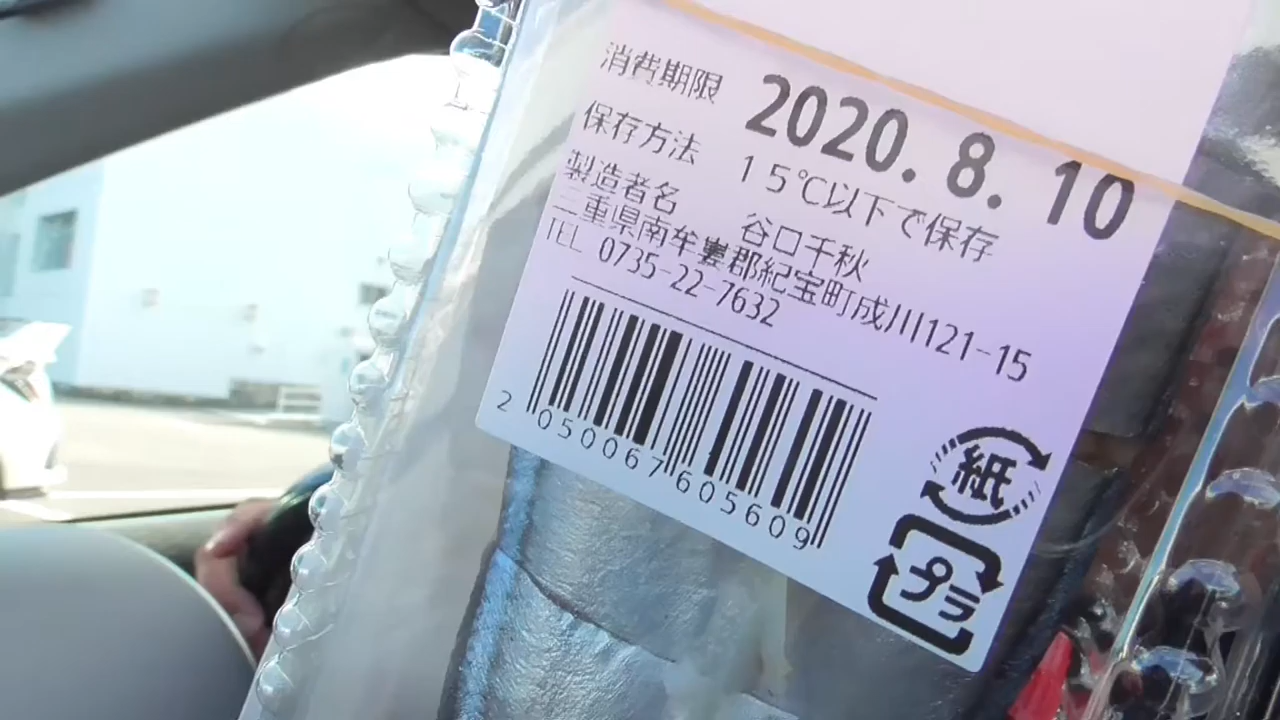 消費期限 2020. 8. 10
保存方法 15℃以下で保存
製造者名 谷口千秋
三重県南牟婁郡紀宝町成川121-15
TEL 0735-22-7632
2 050067 605609
紙
プラ